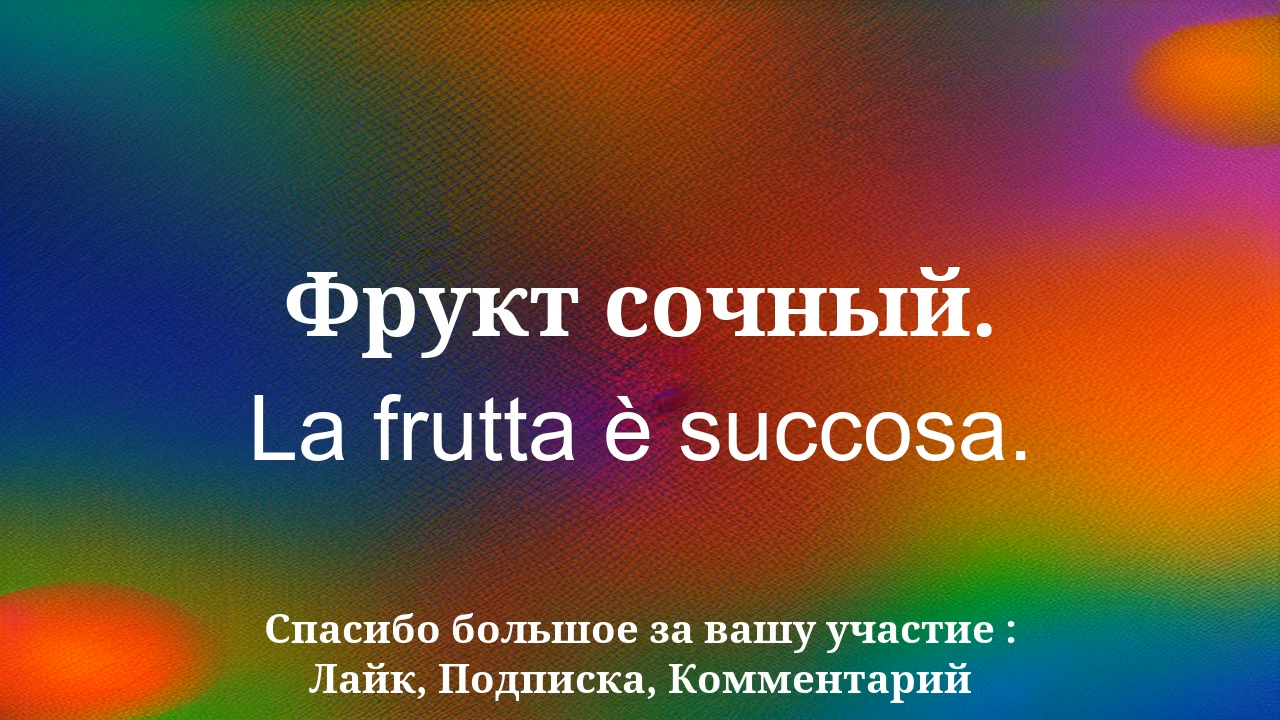 Фрукт сочный.
La frutta è succosa.
Спасибо большое за вашу участие :
Лайк, Подписка, Комментарий